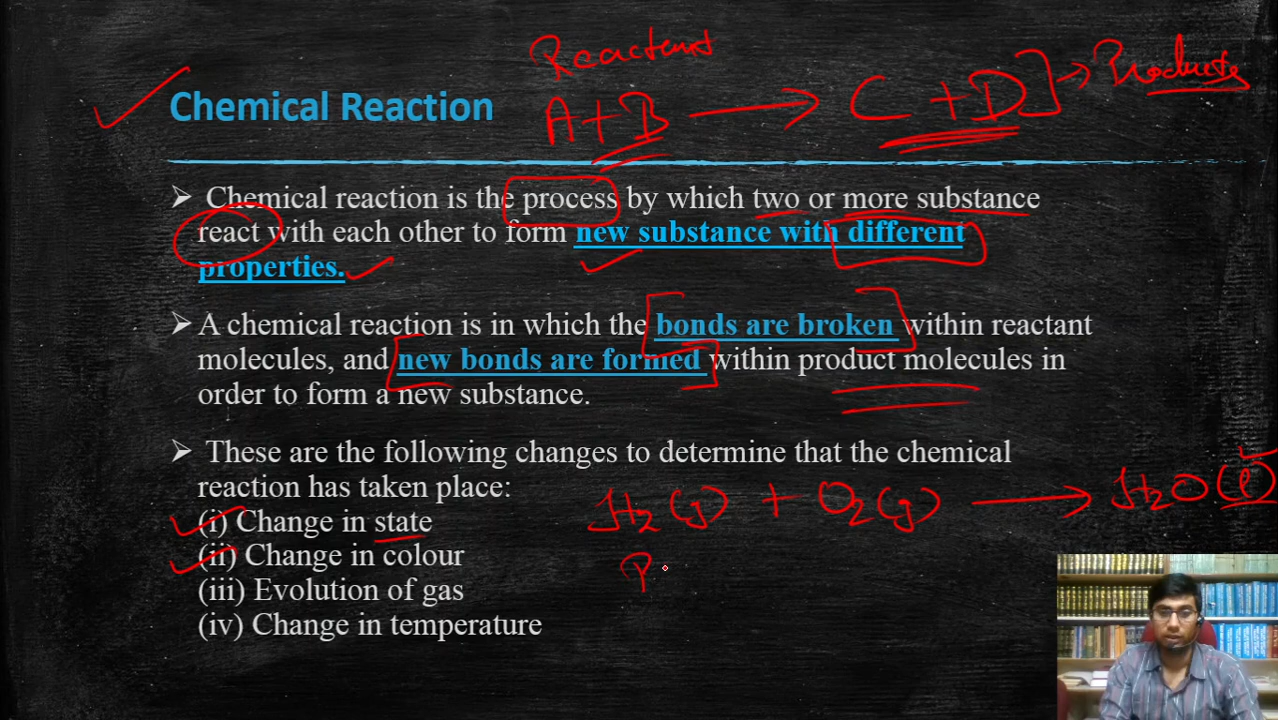 Reactant
Chemical Reaction
A+B → C+D] → Products
➢ Chemical reaction is the process by which two or more substance
react with each other to form new substance with different
properties.
➢ A chemical reaction is in which the bonds are broken within reactant
molecules, and new bonds are formed within product molecules in
order to form a new substance.
➢ These are the following changes to determine that the chemical
reaction has taken place:
H₂(g) + O₂(g) → H₂O(l)
(i) Change in state
(ii) Change in colour
P
(iii) Evolution of gas
(iv) Change in temperature